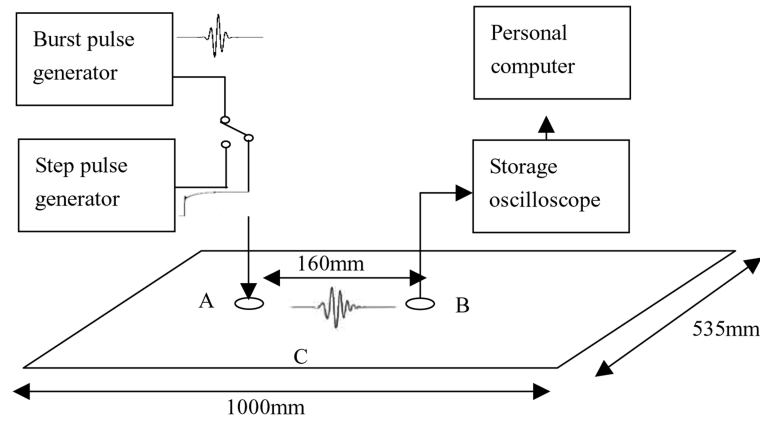 Burst pulse
generator
Personal
computer
Step pulse
generator
Storage
oscilloscope
160mm
A
B
C
535mm
1000mm